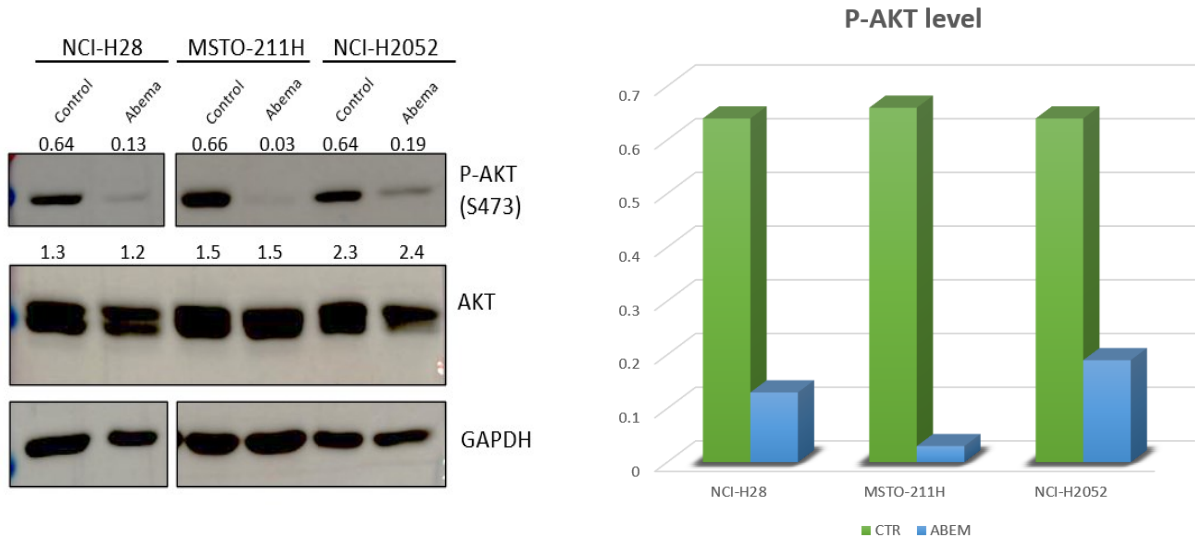 NCI-H28 MSTO-211H NCI-H2052
Control Abema Control Abema Control Abema
0.64 0.13 0.66 0.03 0.64 0.19
P-AKT
(S473)
1.3 1.2 1.5 1.5 2.3 2.4
AKT
GAPDH
P-AKT level
0.7
0.6
0.5
0.4
0.3
0.2
0.1
0
NCI-H28 MSTO-211H NCI-H2052
CTR ABEM